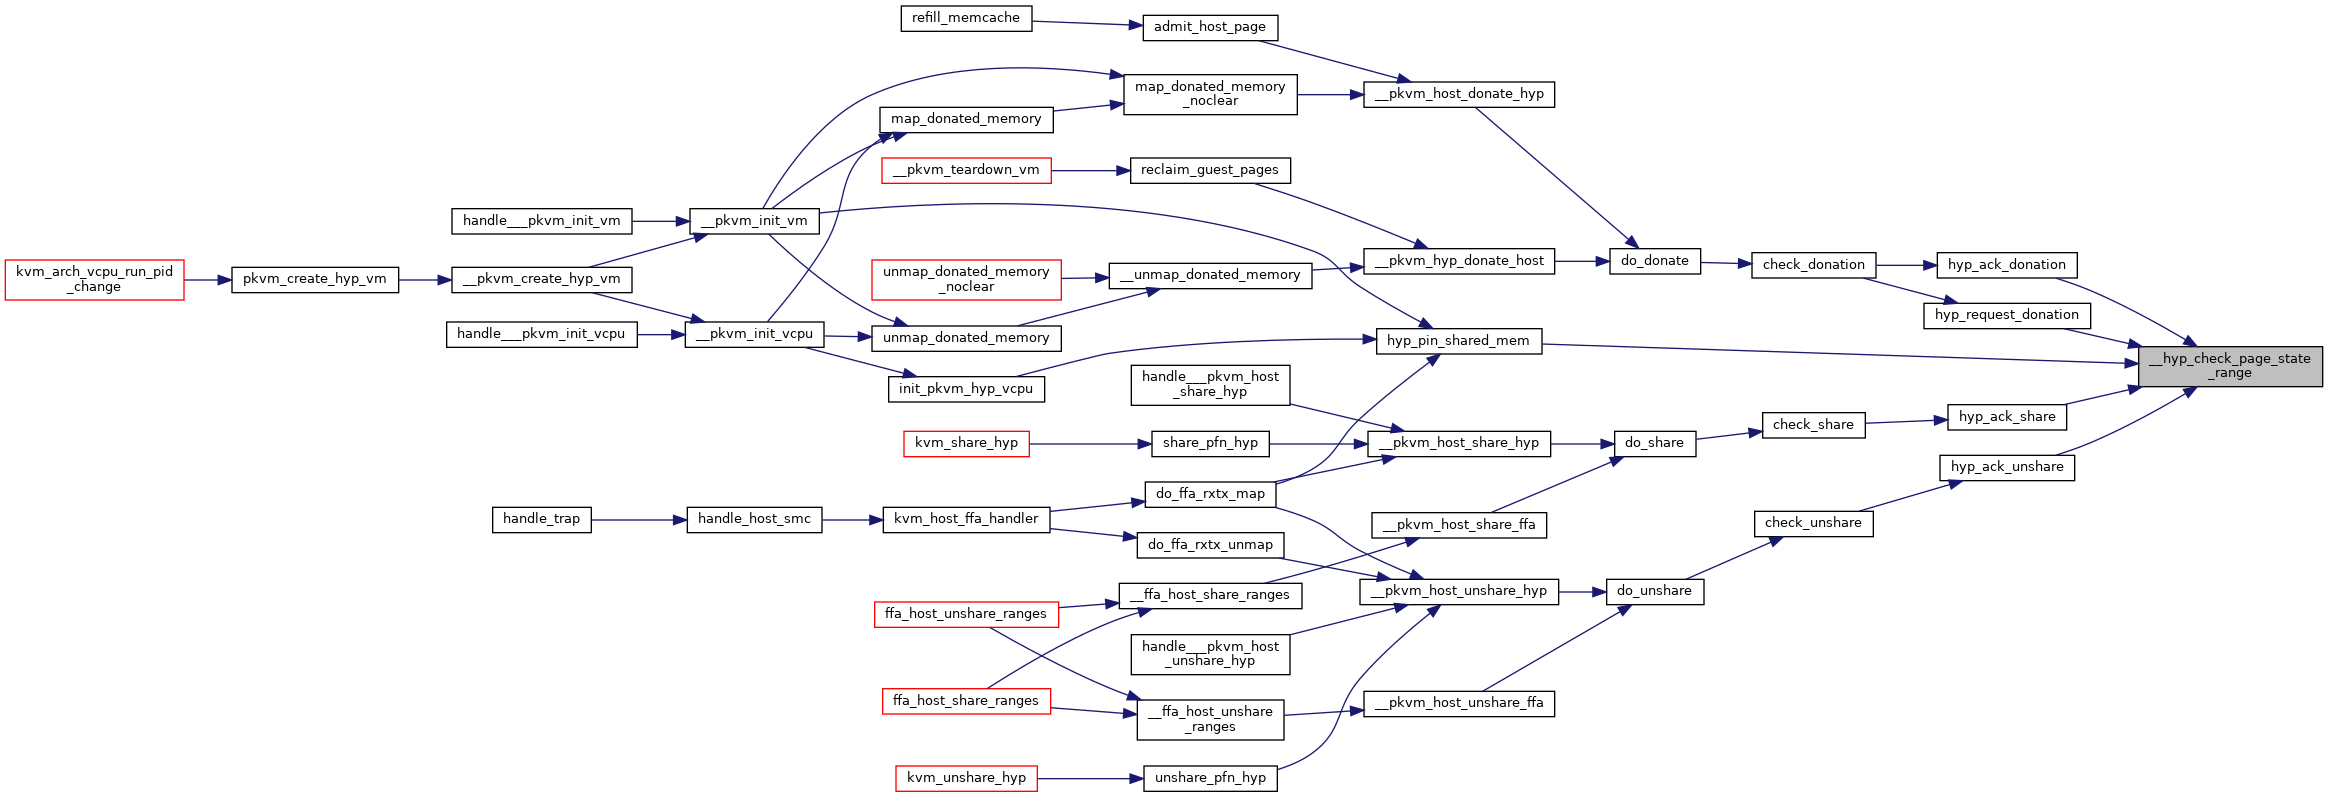 refill_memcache
admit_host_page
map_donated_memory
_noclear
__pkvm_host_donate_hyp
map_donated_memory
__pkvm_teardown_vm
reclaim_guest_pages
handle___pkvm_init_vm
__pkvm_init_vm
kvm_arch_vcpu_run_pid
_change
pkvm_create_hyp_vm
__pkvm_create_hyp_vm
unmap_donated_memory
_noclear
__unmap_donated_memory
__pkvm_hyp_donate_host
do_donate
check_donation
hyp_ack_donation
hyp_request_donation
handle___pkvm_init_vcpu
__pkvm_init_vcpu
unmap_donated_memory
hyp_pin_shared_mem
__hyp_check_page_state
_range
init_pkvm_hyp_vcpu
handle___pkvm_host
_share_hyp
kvm_share_hyp
share_pfn_hyp
__pkvm_host_share_hyp
do_share
check_share
hyp_ack_share
hyp_ack_unshare
do_ffa_rxtx_map
handle_trap
handle_host_smc
kvm_host_ffa_handler
__pkvm_host_share_ffa
check_unshare
do_ffa_rxtx_unmap
__ffa_host_share_ranges
__pkvm_host_unshare_hyp
do_unshare
ffa_host_unshare_ranges
handle___pkvm_host
_unshare_hyp
ffa_host_share_ranges
__ffa_host_unshare
_ranges
__pkvm_host_unshare_ffa
kvm_unshare_hyp
unshare_pfn_hyp